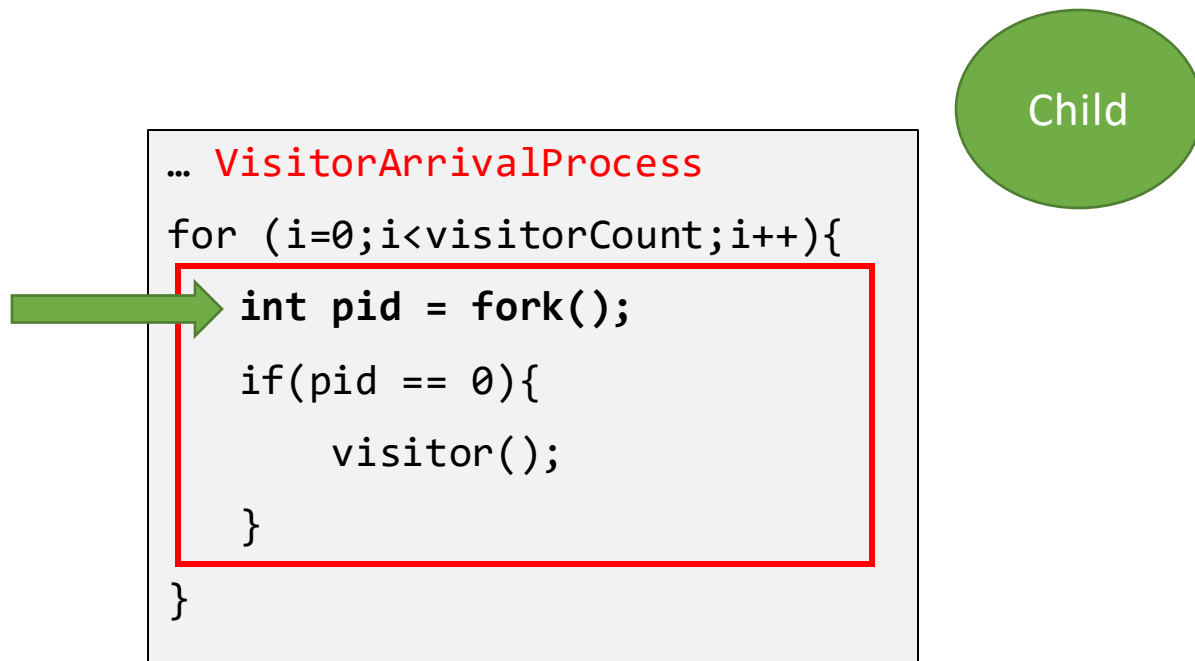 Child
… VisitorArrivalProcess
for (i=0;i<visitorCount;i++){
int pid = fork();
if(pid == 0){
visitor();
}
}